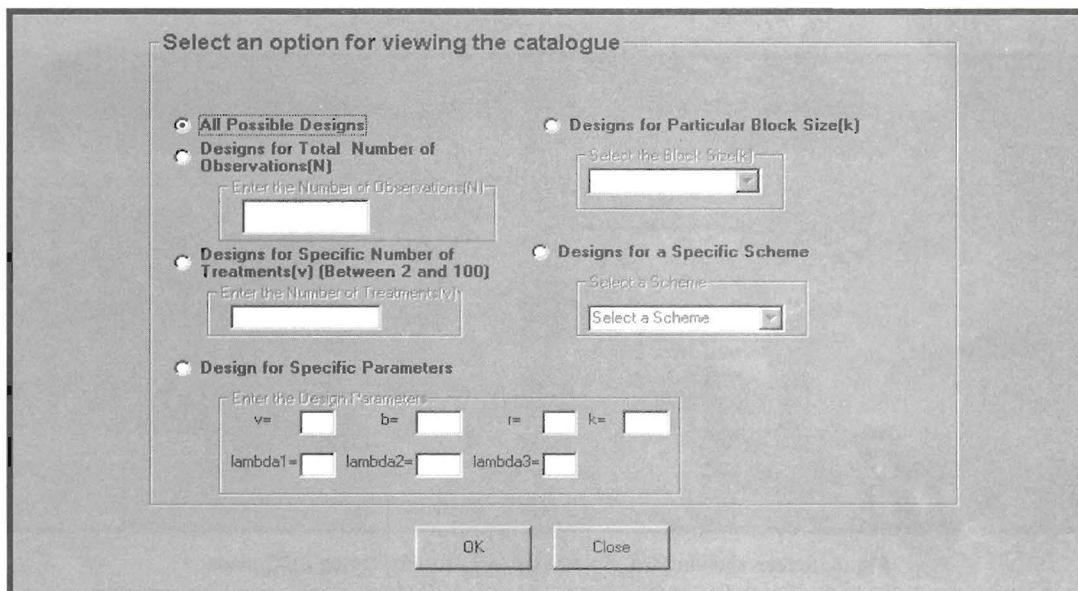 Select an option for viewing the catalogue
All Possible Designs
Designs for Total Number of
Observations(N)
Enter the Number of Observations(N)
Designs for Specific Number of
Treatments(v) (Between 2 and 100)
Enter the Number of Treatments(v)
Design for Specific Parameters
Enter the Design Parameters
v= b= r= k=
lambda1= lambda2= lambda3=
Designs for Particular Block Size(k)
Select the Block Size(k)
Designs for a Specific Scheme
Select a Scheme
Select a Scheme
OK Close